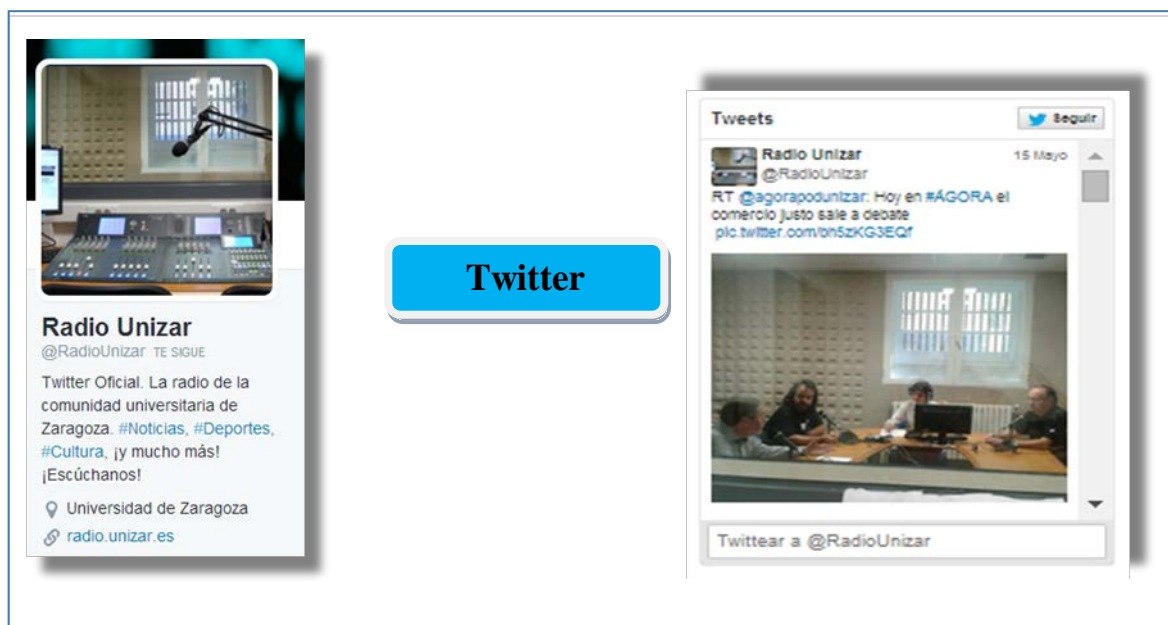 Radio Unizar
@RadioUnizar TE SIGUE
Twitter Oficial. La radio de la
comunidad universitaria de
Zaragoza. #Noticias, #Deportes,
#Cultura, ¡y mucho más!
¡Escúchanos!
Universidad de Zaragoza
radio.unizar.es
Twitter
Tweets
Seguir
Radio Unizar
15 Mayo
@RadioUnizar
RT @agorapodunizar: Hoy en #ÁGORA el
comercio justo sale a debate
pic.twitter.com/bh5zKG3EQf
Twittear a @RadioUnizar